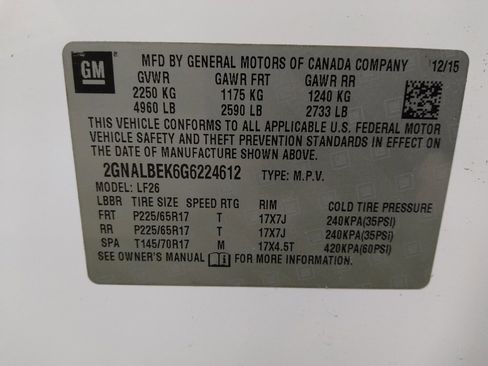 GM
MFD BY GENERAL MOTORS OF CANADA COMPANY 12/15
GVWR GAWR FRT GAWR RR
2250 KG 1175 KG 1240 KG
4960 LB 2590 LB 2733 LB
THIS VEHICLE CONFORMS TO ALL APPLICABLE U.S. FEDERAL MOTOR
VEHICLE SAFETY AND THEFT PREVENTION STANDARDS IN EFFECT
ON THE DATE OF MANUFACTURE SHOWN ABOVE.
2GNALBEK6G6224612 TYPE: M.P.V.
MODEL: LF26
LBBR TIRE SIZE SPEED RTG RIM COLD TIRE PRESSURE
FRT P225/65R17 T 17X7J 240KPA(35PSI)
RR P225/65R17 T 17X7J 240KPA(35PSI)
SPA T145/70R17 M 17X4.5T 420KPA(60PSI)
SEE OWNER'S MANUAL FOR MORE INFORMATION.